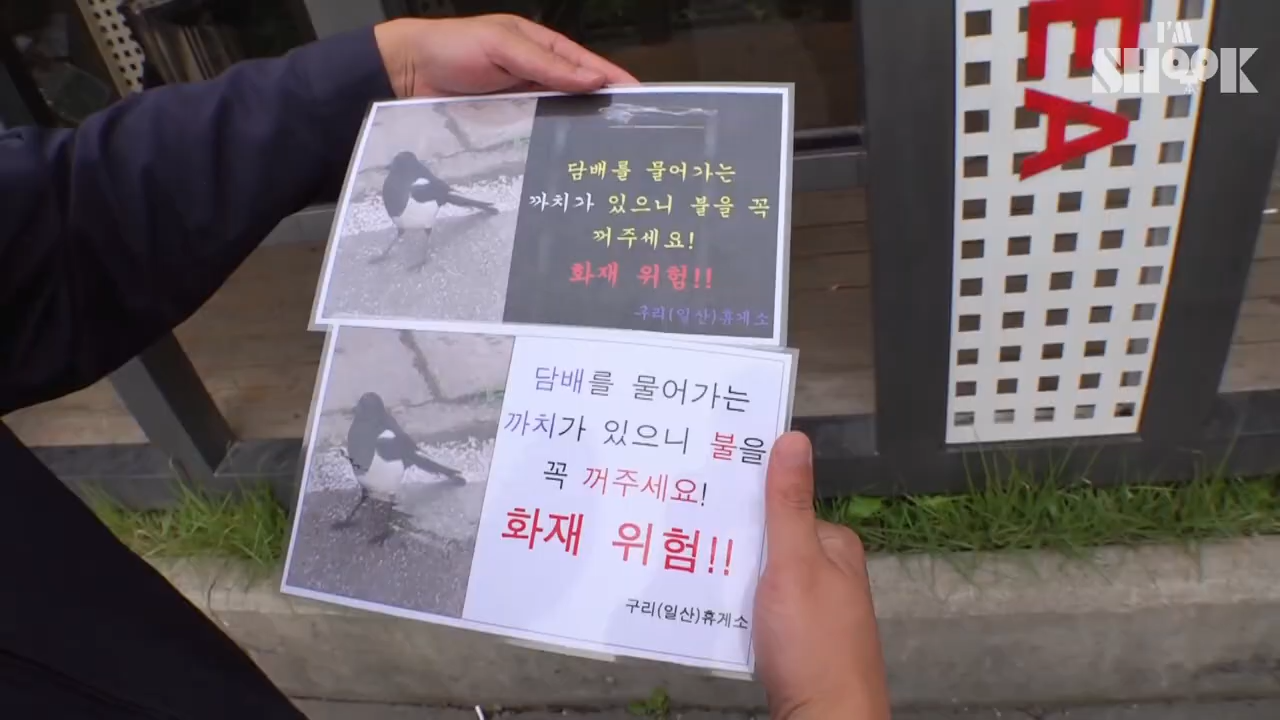 I'M
SHOOK
EA
담배를 물어가는
까치가 있으니 불을 꼭
꺼주세요!
화재 위험!!
구리(일산)휴게소
담배를 물어가는
까치가 있으니 불을
꼭 꺼주세요!
화재 위험!!
구리(일산)휴게소